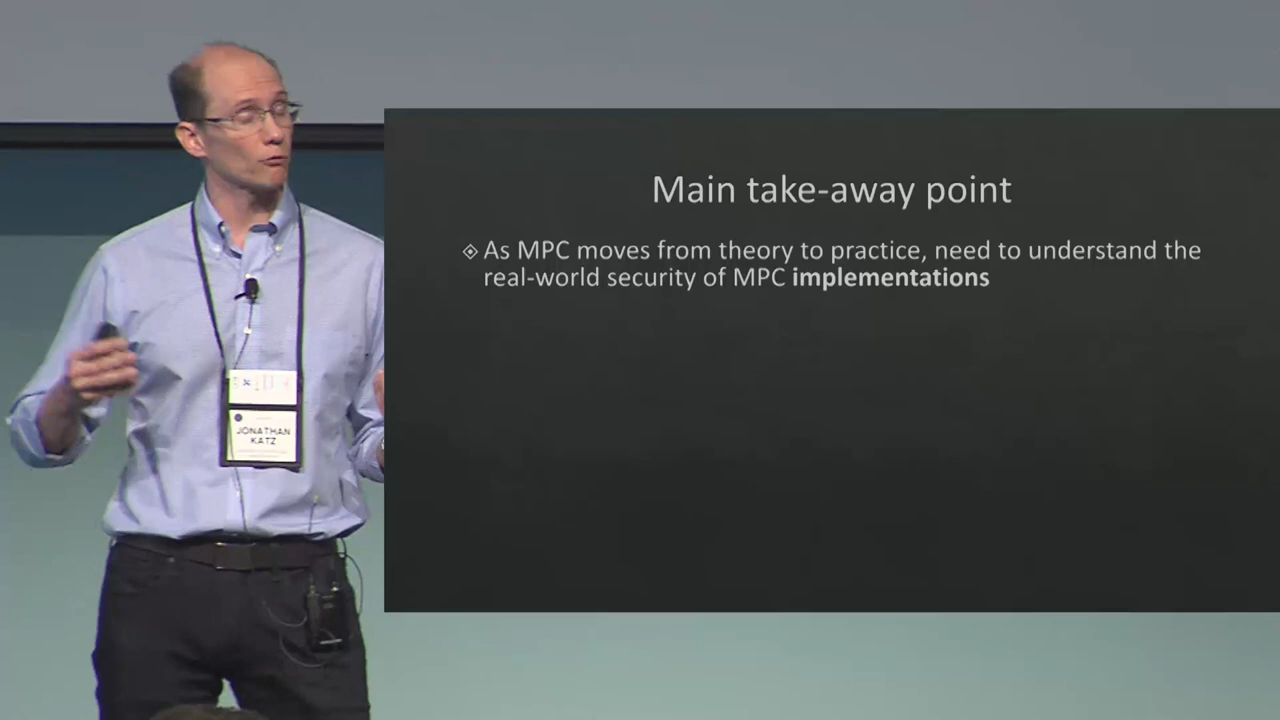 Main take-away point
As MPC moves from theory to practice, need to understand the
real-world security of MPC implementations
JONATHAN
KATZ